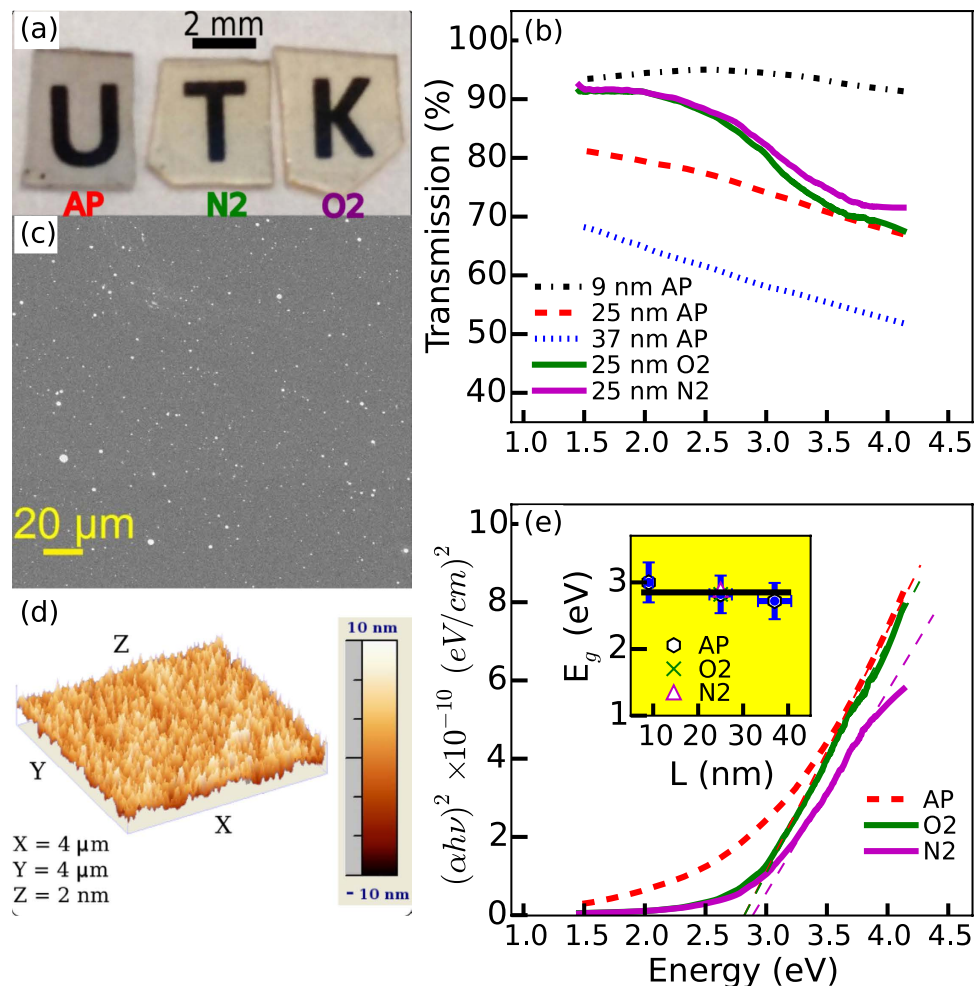 (a)
2 mm
U T K
AP N2 O2
(b)
Transmission (%)
100
90
80
70
60
50
40
9 nm AP
25 nm AP
37 nm AP
25 nm O2
25 nm N2
1.0 1.5 2.0 2.5 3.0 3.5 4.0 4.5
(c)
20 µm
(d)
Z
Y
X
X = 4 µm
Y = 4 µm
Z = 2 nm
10 nm
- 10 nm
(e)
(αhν)² ×10⁻¹⁰ (eV/cm)²
10
8
6
4
2
0
E_g (eV)
3
2
1
AP
O2
N2
10 20 30 40
L (nm)
AP
O2
N2
1.0 1.5 2.0 2.5 3.0 3.5 4.0 4.5
Energy (eV)